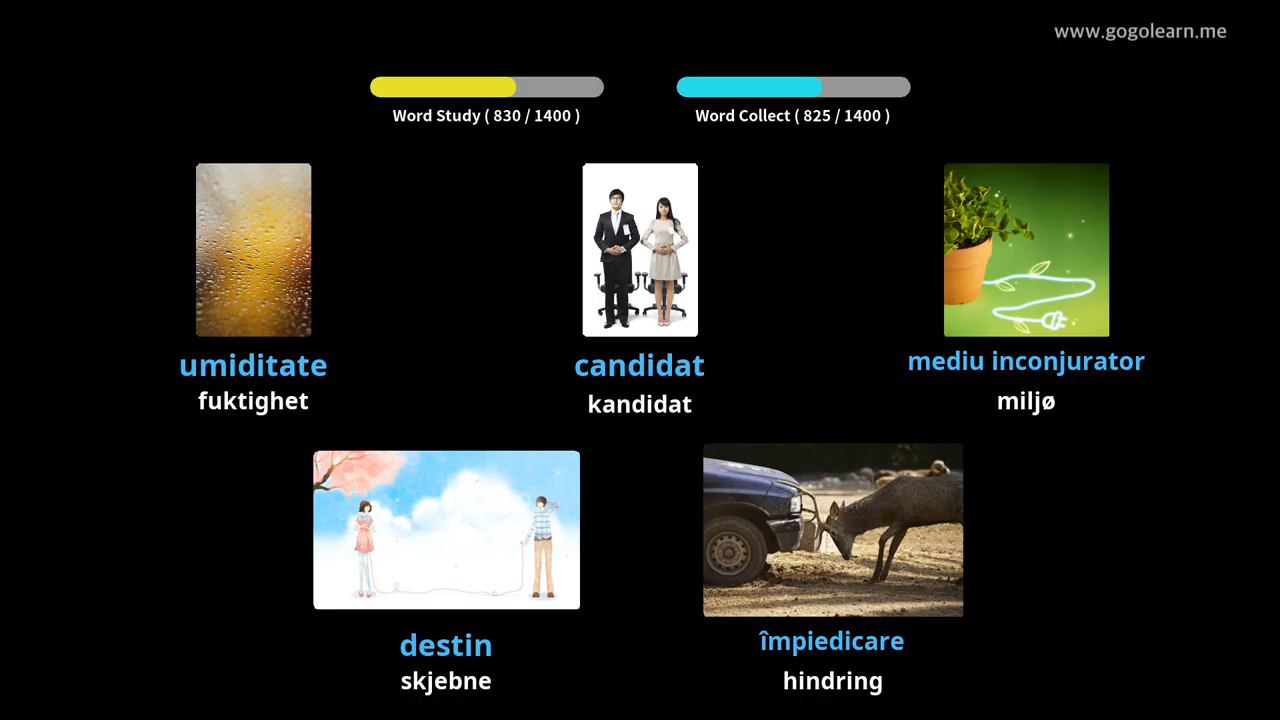 www.gogolearn.me
Word Study ( 830 / 1400 )
Word Collect ( 825 / 1400 )
umiditate
fuktighet
candidat
kandidat
mediu inconjurator
miljø
destin
skjebne
împiedicare
hindring